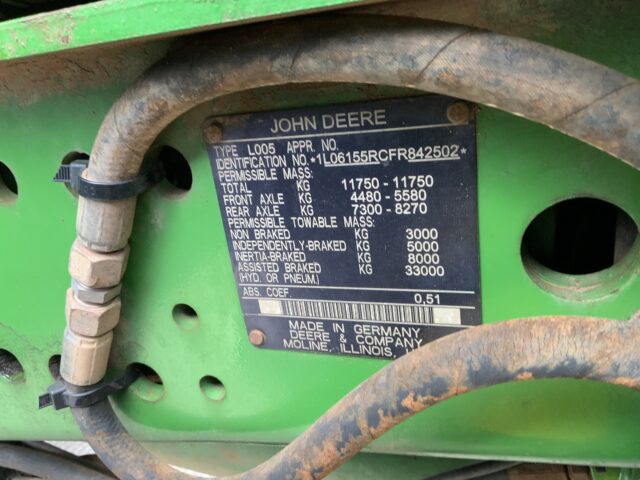 JOHN DEERE
TYPE L005 APPR. NO.
IDENTIFICATION NO.*1L06155RCFR842502*
PERMISSIBLE MASS:
TOTAL KG 11750 - 11750
FRONT AXLE KG 4480 - 5580
REAR AXLE KG 7300 - 8270
PERMISSIBLE TOWABLE MASS:
NON BRAKED KG 3000
INDEPENDENTLY-BRAKED KG 5000
INERTIA-BRAKED KG 8000
ASSISTED BRAKED KG 33000
(HYD. OR PNEUM.)
ABS. COEF. 0,51
MADE IN GERMANY
DEERE & COMPANY
MOLINE, ILLINOIS,